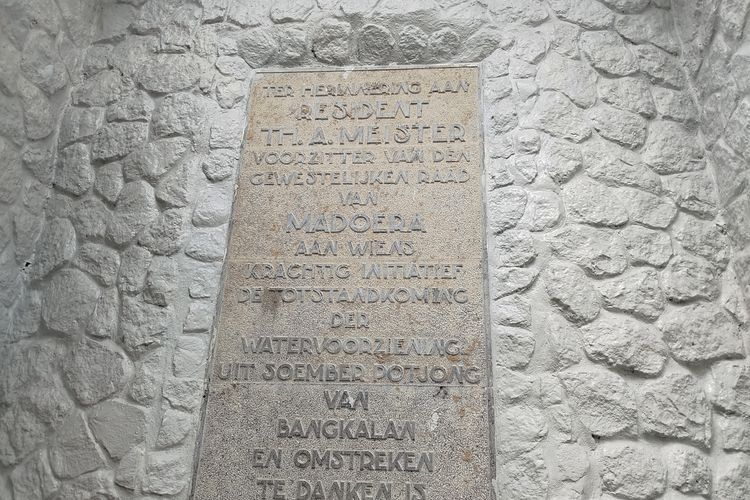 TER HERINNERING AAN
RESIDENT
TH. A. MEISTER
VOORZITTER VAN DEN
GEWESTELIJKEN RAAD
VAN
MADOERA
AAN WIENS
KRACHTIG INITIATIEF
DE TOTSTANDKOMING
DER
WATERVOORZIENING
UIT SOEMBER POTJONG
VAN
BANGKALAN
EN OMSTREKEN
TE DANKEN IS